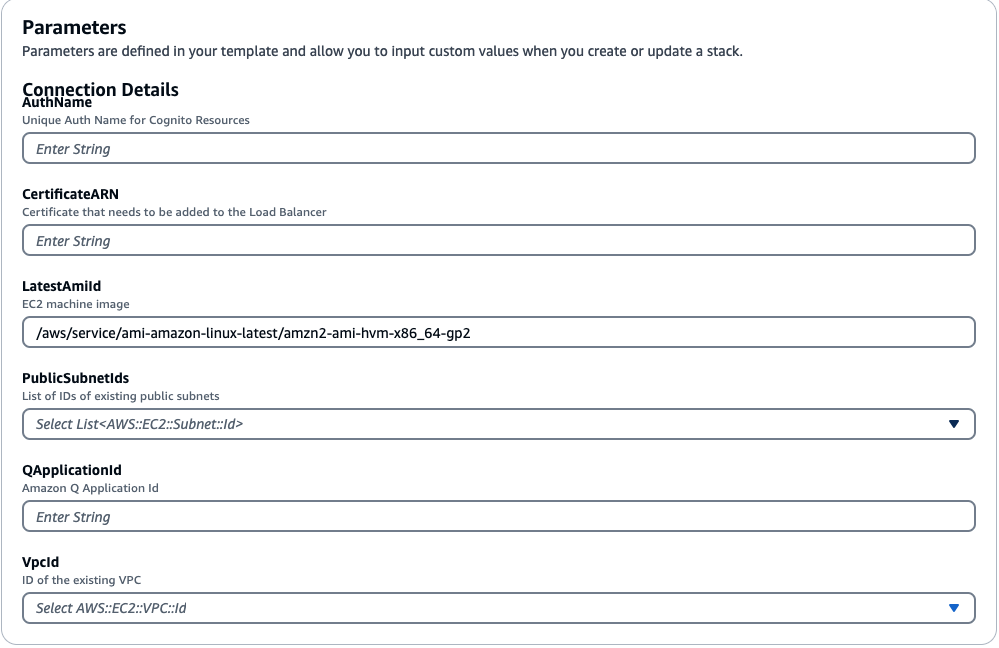 Parameters
Parameters are defined in your template and allow you to input custom values when you create or update a stack.
Connection Details
AuthName
Unique Auth Name for Cognito Resources
Enter String
CertificateARN
Certificate that needs to be added to the Load Balancer
Enter String
LatestAmiId
EC2 machine image
/aws/service/ami-amazon-linux-latest/amzn2-ami-hvm-x86_64-gp2
PublicSubnetIds
List of IDs of existing public subnets
Select List<AWS::EC2::Subnet::Id>
QApplicationId
Amazon Q Application Id
Enter String
VpcId
ID of the existing VPC
Select AWS::EC2::VPC::Id